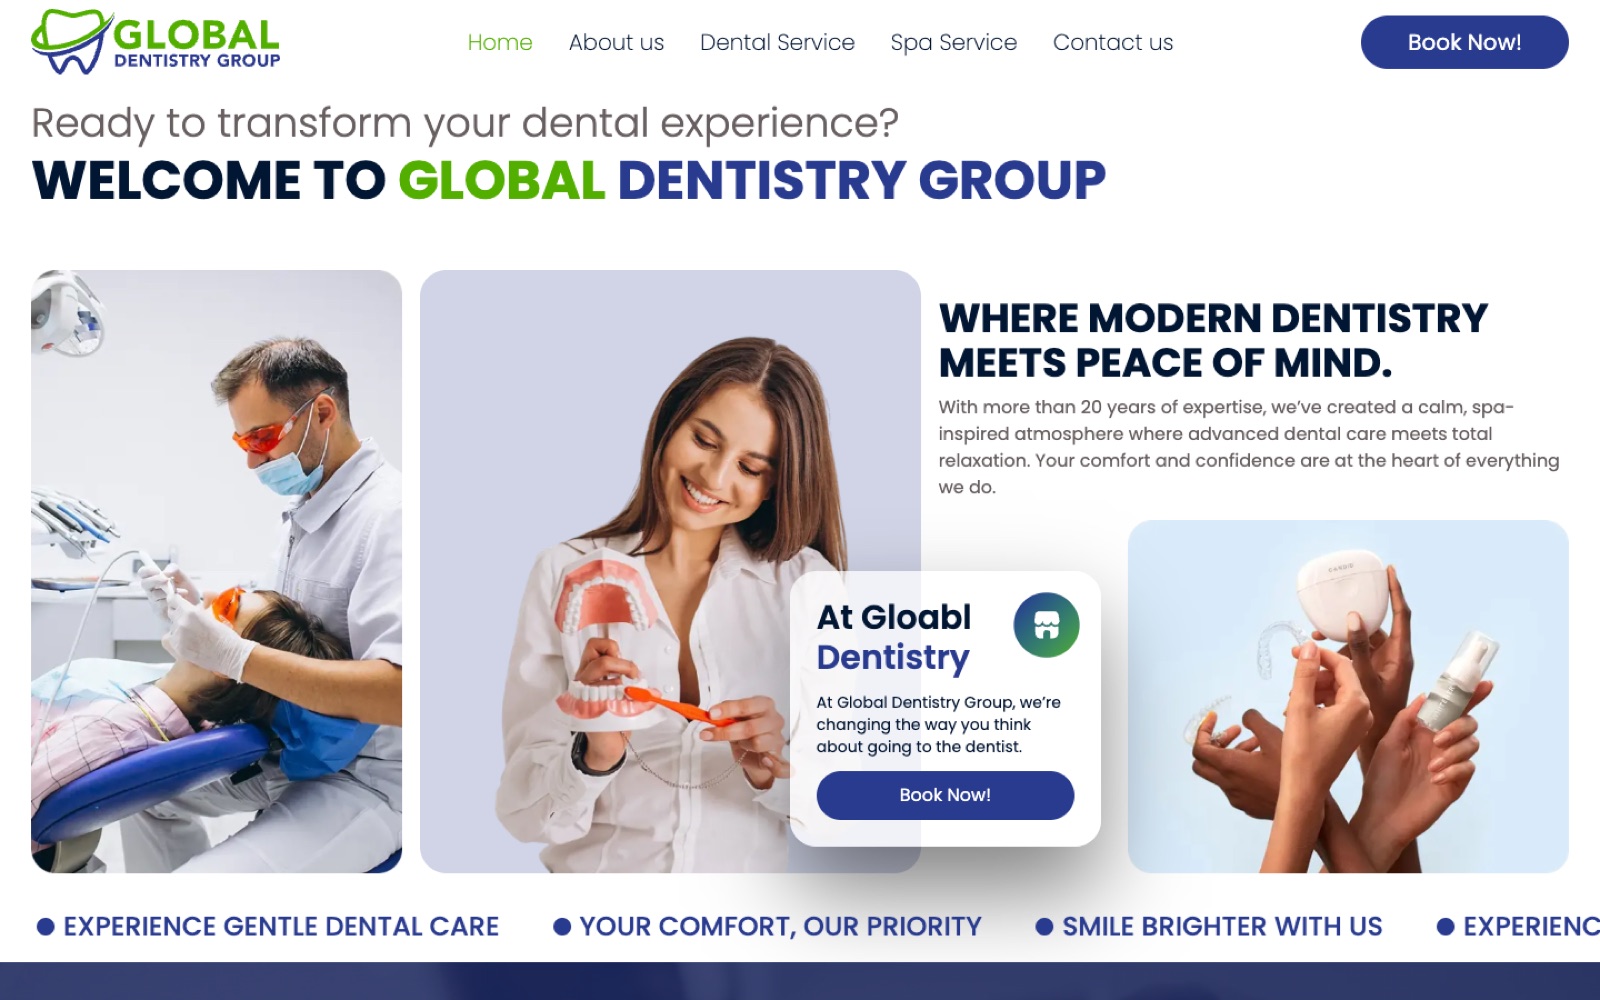 GLOBAL
DENTISTRY GROUP
Home
About us
Dental Service
Spa Service
Contact us
Book Now!
Ready to transform your dental experience?
WELCOME TO GLOBAL DENTISTRY GROUP
WHERE MODERN DENTISTRY
MEETS PEACE OF MIND.
With more than 20 years of expertise, we’ve created a calm, spa-
inspired atmosphere where advanced dental care meets total
relaxation. Your comfort and confidence are at the heart of everything
we do.
At Gloabl
Dentistry
At Global Dentistry Group, we’re
changing the way you think
about going to the dentist.
Book Now!
EXPERIENCE GENTLE DENTAL CARE
YOUR COMFORT, OUR PRIORITY
SMILE BRIGHTER WITH US
EXPERIENC